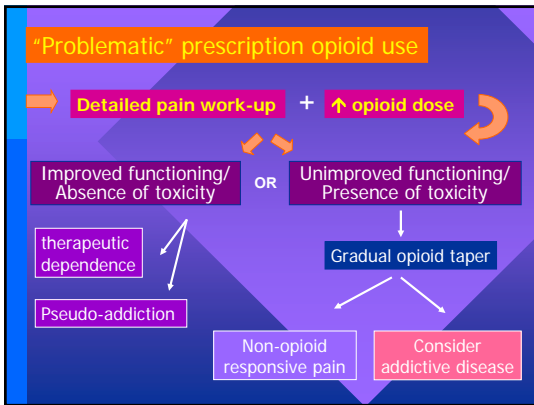 “Problematic” prescription opioid use
Detailed pain work-up + ↑ opioid dose
Improved functioning/
Absence of toxicity
OR
Unimproved functioning/
Presence of toxicity
therapeutic
dependence
Pseudo-addiction
Gradual opioid taper
Non-opioid
responsive pain
Consider
addictive disease